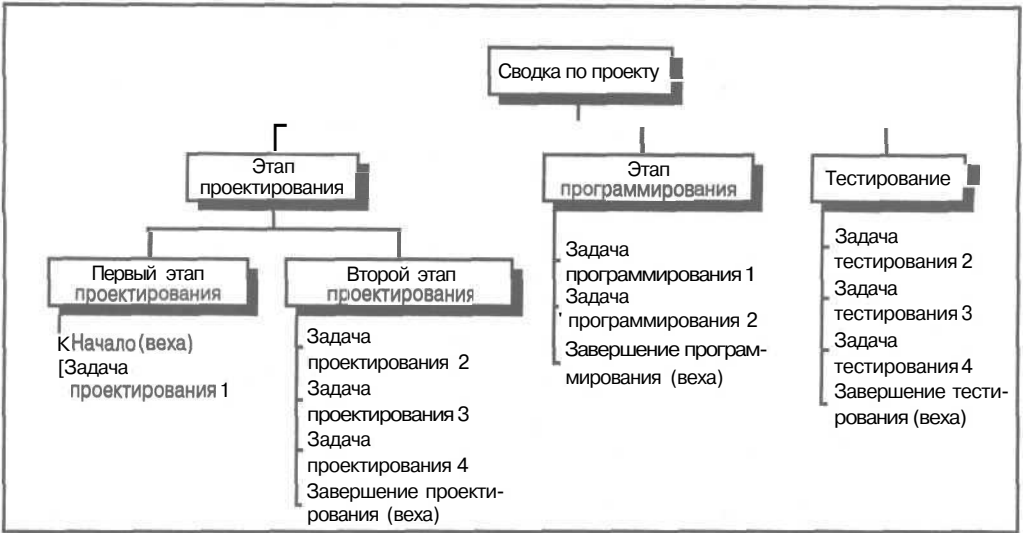 Сводка по проекту
Этап
проектирования
Этап
программирования
Тестирование
Первый этап
проектирования
Начало (веха)
Задача
проектирования 1
Второй этап
проектирования
Задача
проектирования 2
Задача
проектирования 3
Задача
проектирования 4
Завершение проекти-
рования (веха)
Задача
программирования 1
Задача
программирования 2
Завершение програм-
мирования (веха)
Задача
тестирования 2
Задача
тестирования 3
Задача
тестирования 4
Завершение тести-
рования (веха)